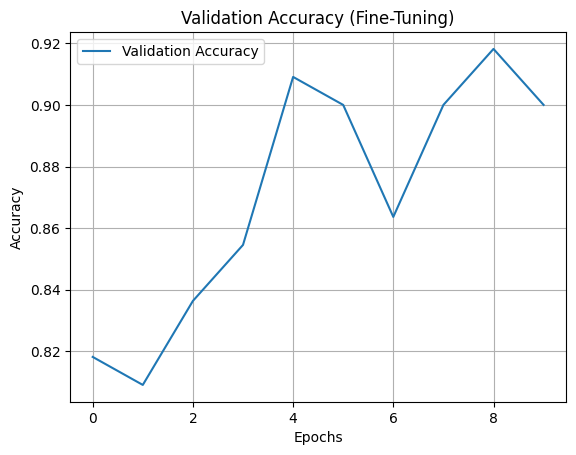 Validation Accuracy (Fine-Tuning)
Validation Accuracy
0.92
0.90
0.88
0.86
0.84
0.82
Accuracy
0 2 4 6 8
Epochs